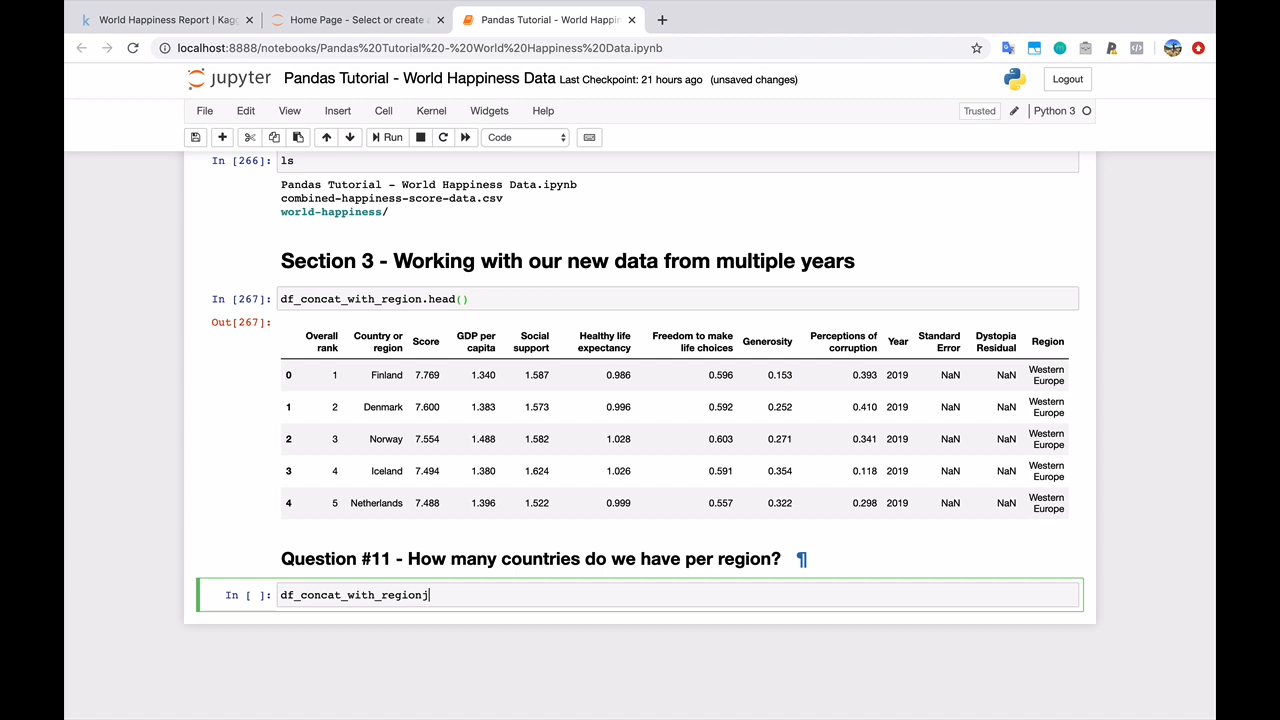 World Happiness Report | Kagg
Home Page - Select or create a
Pandas Tutorial - World Happin
localhost:8888/notebooks/Pandas%20Tutorial%20-%20World%20Happiness%20Data.ipynb
jupyter Pandas Tutorial - World Happiness Data Last Checkpoint: 21 hours ago (unsaved changes)
Logout
File Edit View Insert Cell Kernel Widgets Help
Trusted Python 3
Run Code
In [266]: ls
Pandas Tutorial - World Happiness Data.ipynb
combined-happiness-score-data.csv
world-happiness/
Section 3 - Working with our new data from multiple years
In [267]: df_concat_with_region.head()
Out[267]:
Overall rank Country or region Score GDP per capita Social support Healthy life expectancy Freedom to make life choices Generosity Perceptions of corruption Year Standard Error Dystopia Residual Region
0 1 Finland 7.769 1.340 1.587 0.986 0.596 0.153 0.393 2019 NaN NaN Western Europe
1 2 Denmark 7.600 1.383 1.573 0.996 0.592 0.252 0.410 2019 NaN NaN Western Europe
2 3 Norway 7.554 1.488 1.582 1.028 0.603 0.271 0.341 2019 NaN NaN Western Europe
3 4 Iceland 7.494 1.380 1.624 1.026 0.591 0.354 0.118 2019 NaN NaN Western Europe
4 5 Netherlands 7.488 1.396 1.522 0.999 0.557 0.322 0.298 2019 NaN NaN Western Europe
Question #11 - How many countries do we have per region? ¶
In [ ]: df_concat_with_regionj